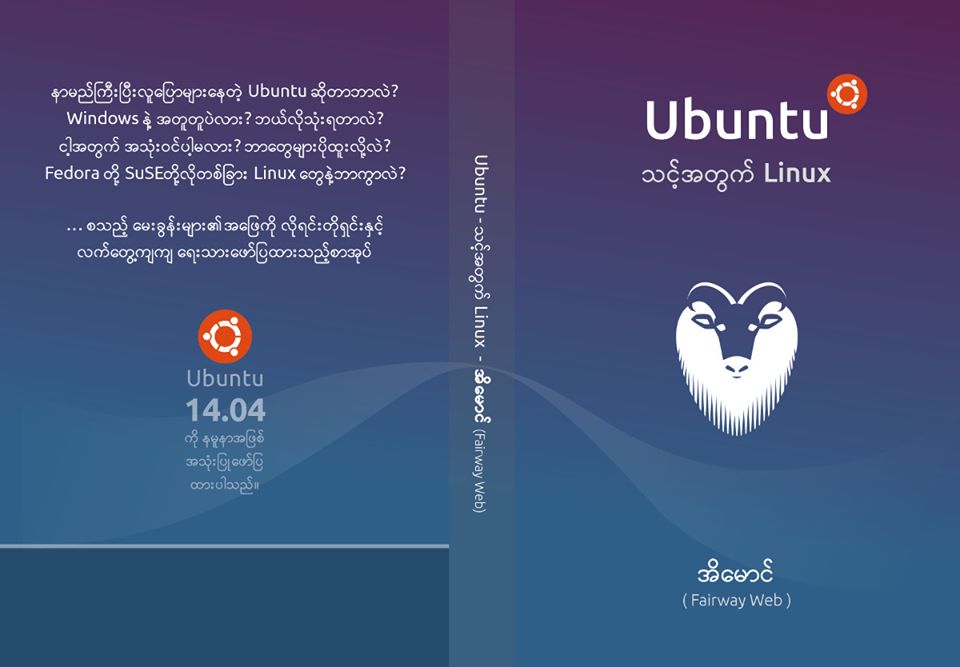 နာမည်ကြီးပြီးလူပြောများနေတဲ့ Ubuntu ဆိုတာဘာလဲ?
Windows နဲ့ အတူတူပဲလား? ဘယ်လိုသုံးရတာလဲ?
ငါ့အတွက် အသုံးဝင်ပါ့မလား? ဘာတွေများပိုထူးလို့လဲ?
Fedora တို့ SuSEတို့လိုတစ်ခြား Linux တွေနဲ့ဘာကွာလဲ?
... စသည့် မေးခွန်းများ၏အဖြေကို လိုရင်းတိုရှင်းနှင့်
လက်တွေ့ကျကျ ရေးသားဖော်ပြထားသည့်စာအုပ်
Ubuntu
14.04
ကို နမူနာအဖြစ်
အသုံးပြုဖော်ပြ
ထားပါသည်။
Ubuntu - သင့်အတွက် Linux - အိမောင် (Fairway Web)
Ubuntu
သင့်အတွက် Linux
အိမောင်
( Fairway Web )